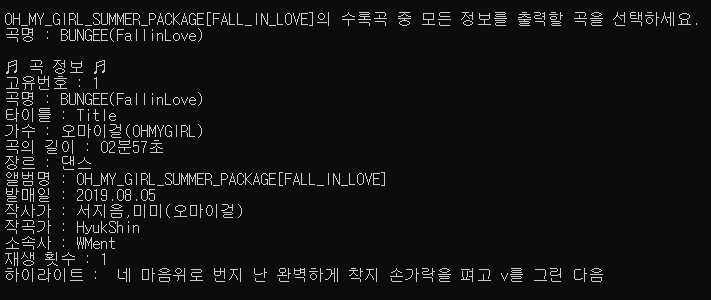 OH_MY_GIRL_SUMMER_PACKAGE[FALL_IN_LOVE]의 수록곡 중 모든 정보를 출력할 곡을 선택하세요.
곡명 : BUNGEE(FallinLove)
♬ 곡 정보 ♬
고유번호 : 1
곡명 : BUNGEE(FallinLove)
타이틀 : Title
가수 : 오마이걸(OHMYGIRL)
곡의 길이 : 02분57초
장르 : 댄스
앨범명 : OH_MY_GIRL_SUMMER_PACKAGE[FALL_IN_LOVE]
발매일 : 2019.08.05
작사가 : 서지음,미미(오마이걸)
작곡가 : HyukShin
소속사 : WMent
재생 횟수 : 1
하이라이트 :  네 마음위로 번지 난 완벽하게 착지 손가락을 펴고 v를 그린 다음